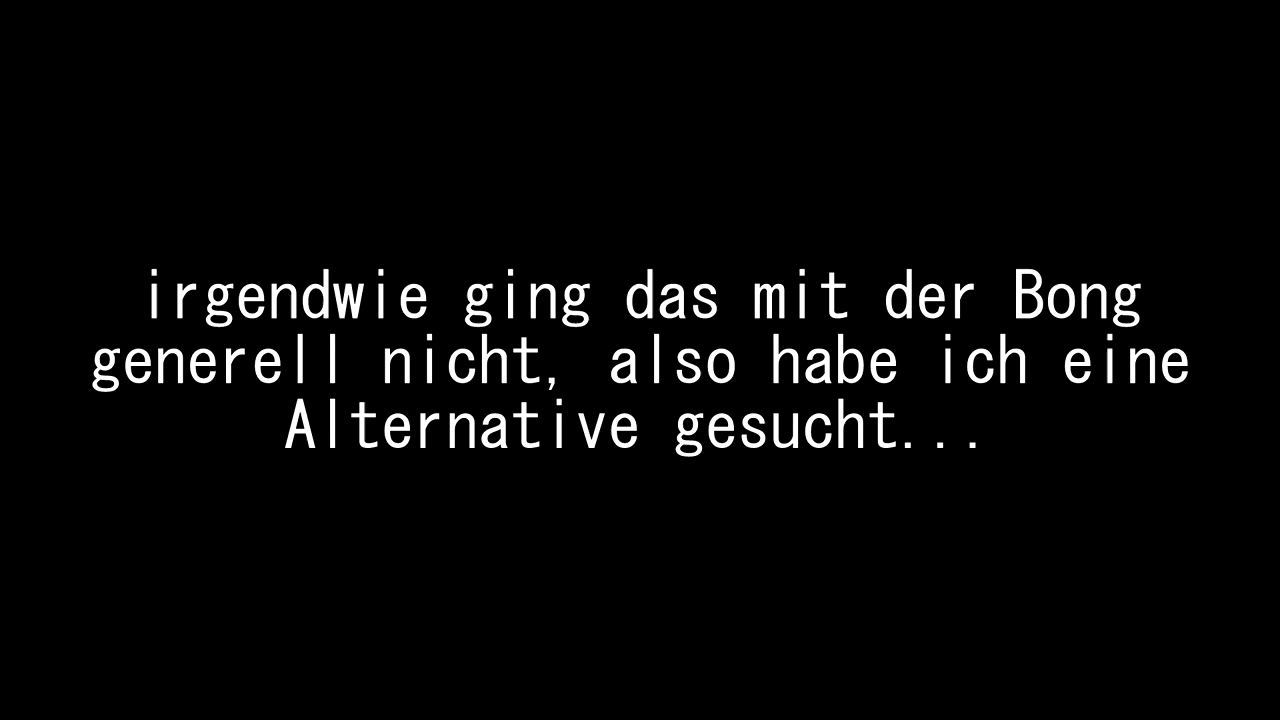 irgendwie ging das mit der Bong
generell nicht, also habe ich eine
Alternative gesucht...